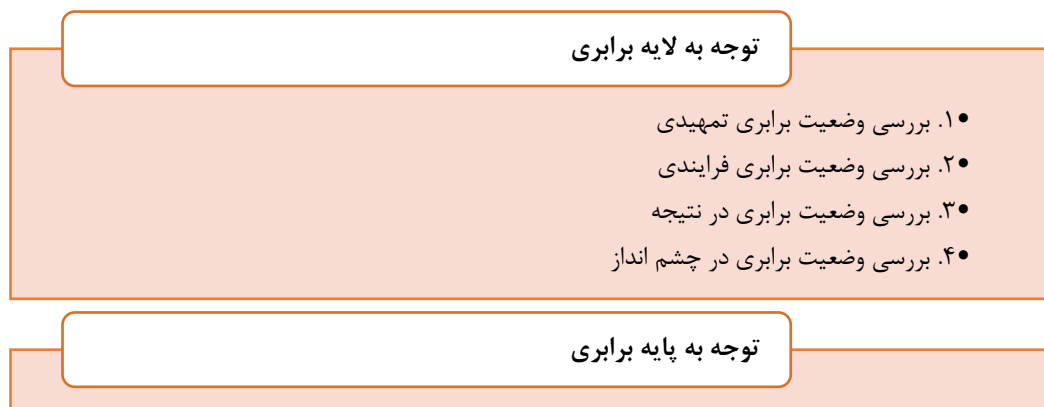 توجه به لایه برابری
•۱. بررسی وضعیت برابری تمهیدی
•۲. بررسی وضعیت برابری فرایندی
•۳. بررسی وضعیت برابری در نتیجه
•۴. بررسی وضعیت برابری در چشم انداز
توجه به پایه برابری